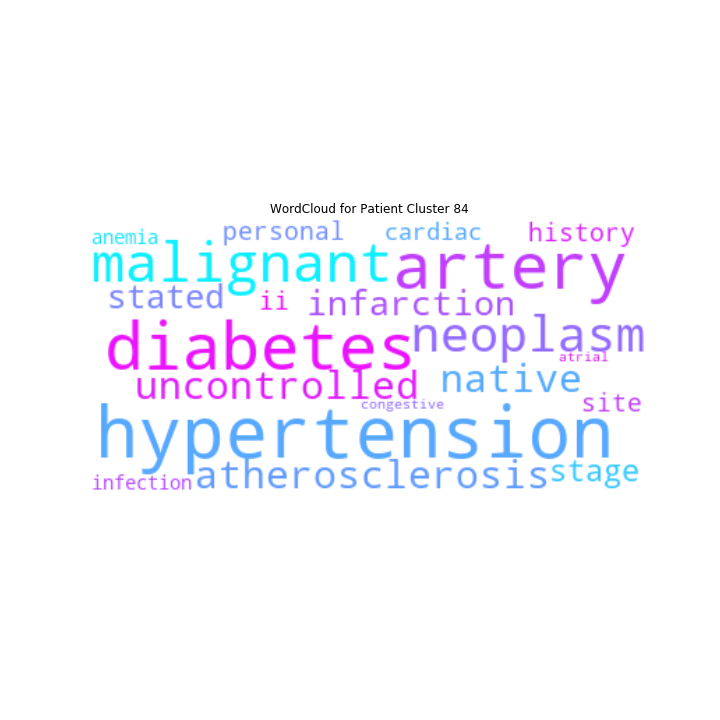 WordCloud for Patient Cluster 84
anemia personal cardiac history
malignant artery
stated ii infarction
diabetes neoplasm
atrial
uncontrolled native
congestive site
hypertension
infection atherosclerosis stage